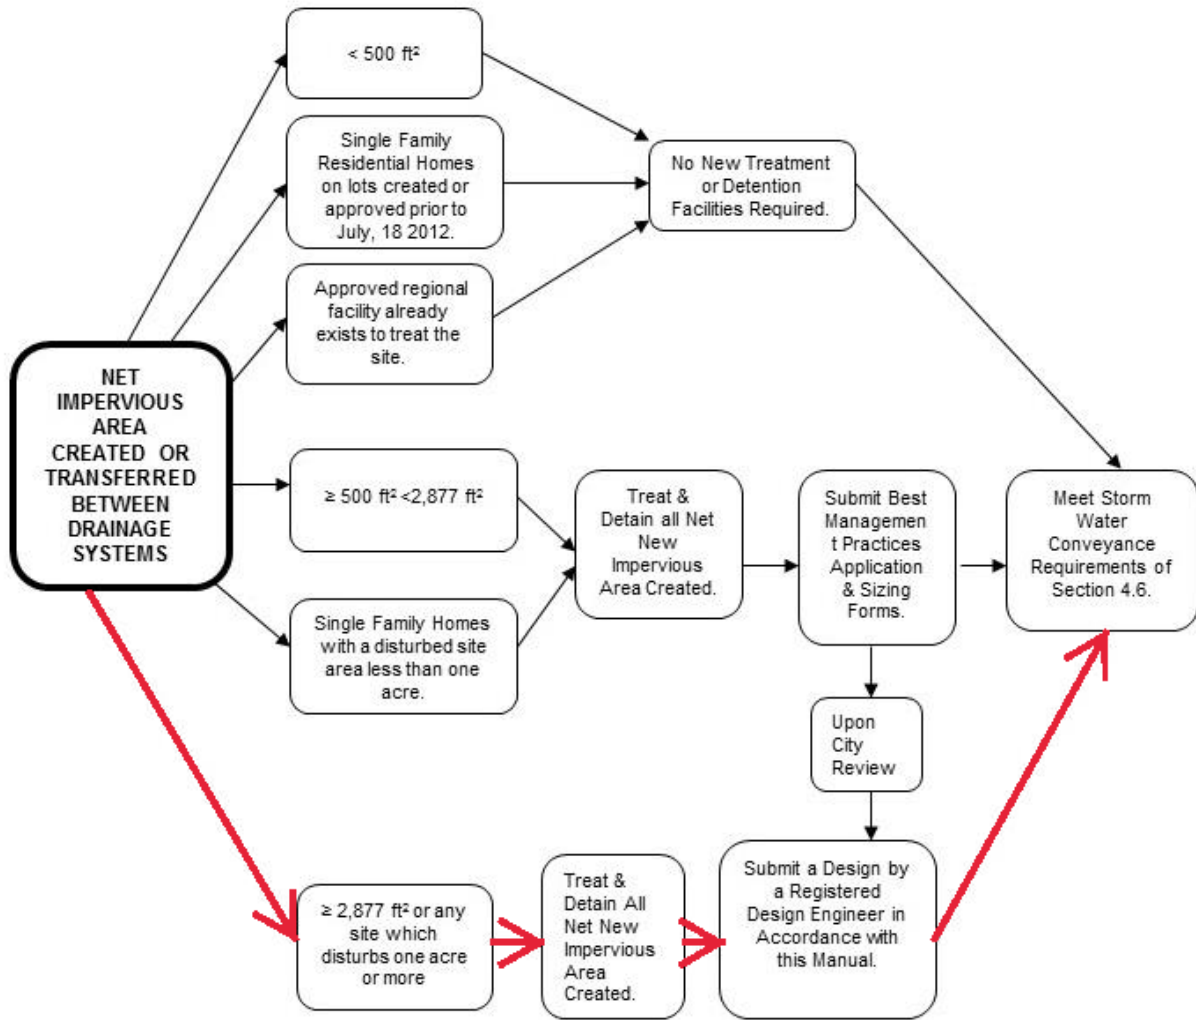 < 500 ft²
Single Family
Residential Homes
on lots created or
approved prior to
July, 18 2012.
No New Treatment
or Detention
Facilities Required.
Approved regional
facility already
exists to treat the
site.
NET
IMPERVIOUS
AREA
CREATED OR
TRANSFERRED
BETWEEN
DRAINAGE
SYSTEMS
≥ 500 ft² <2,877 ft²
Treat &
Detain all Net
New
Impervious
Area Created.
Submit Best
Managemen
t Practices
Application
& Sizing
Forms.
Meet Storm
Water
Conveyance
Requirements of
Section 4.6.
Single Family Homes
with a disturbed site
area less than one
acre.
Upon
City
Review
≥ 2,877 ft² or any
site which
disturbs one acre
or more
Treat &
Detain All
Net New
Impervious
Area
Created.
Submit a Design by
a Registered
Design Engineer in
Accordance with
this Manual.